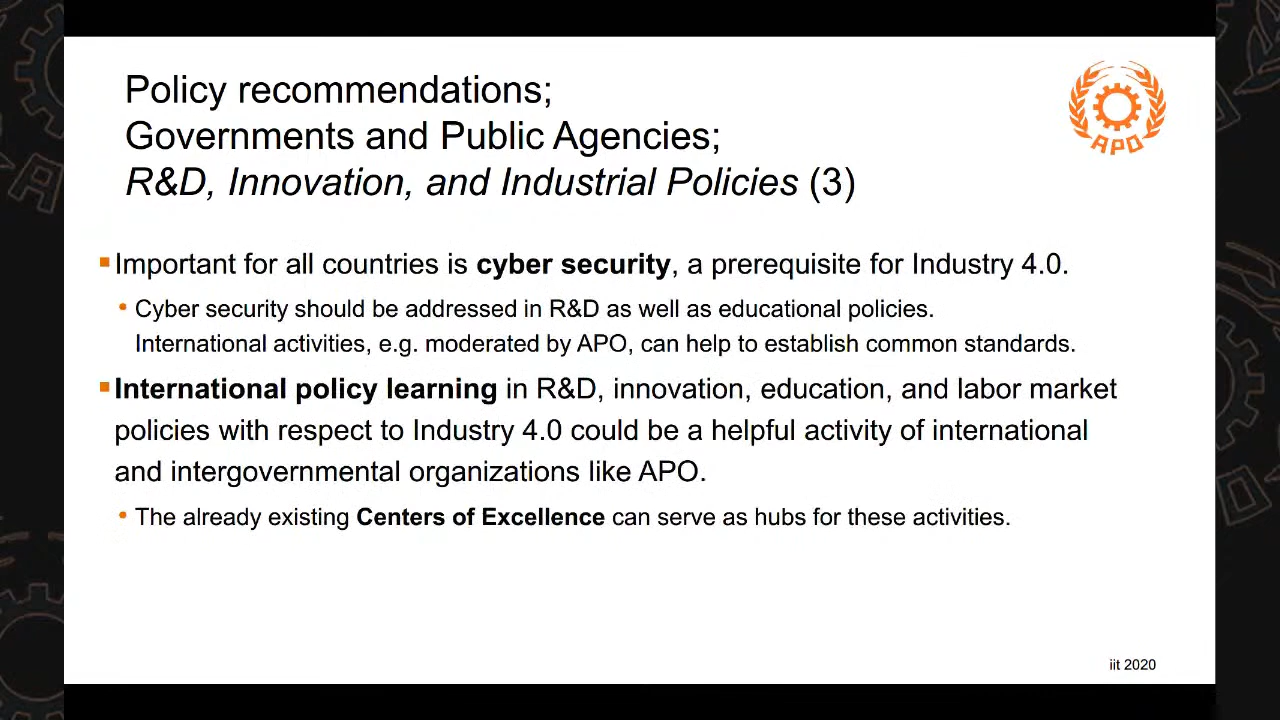 Policy recommendations;
Governments and Public Agencies;
R&D, Innovation, and Industrial Policies (3)
APO
Important for all countries is cyber security, a prerequisite for Industry 4.0.
Cyber security should be addressed in R&D as well as educational policies.
International activities, e.g. moderated by APO, can help to establish common standards.
International policy learning in R&D, innovation, education, and labor market
policies with respect to Industry 4.0 could be a helpful activity of international
and intergovernmental organizations like APO.
The already existing Centers of Excellence can serve as hubs for these activities.
iit 2020